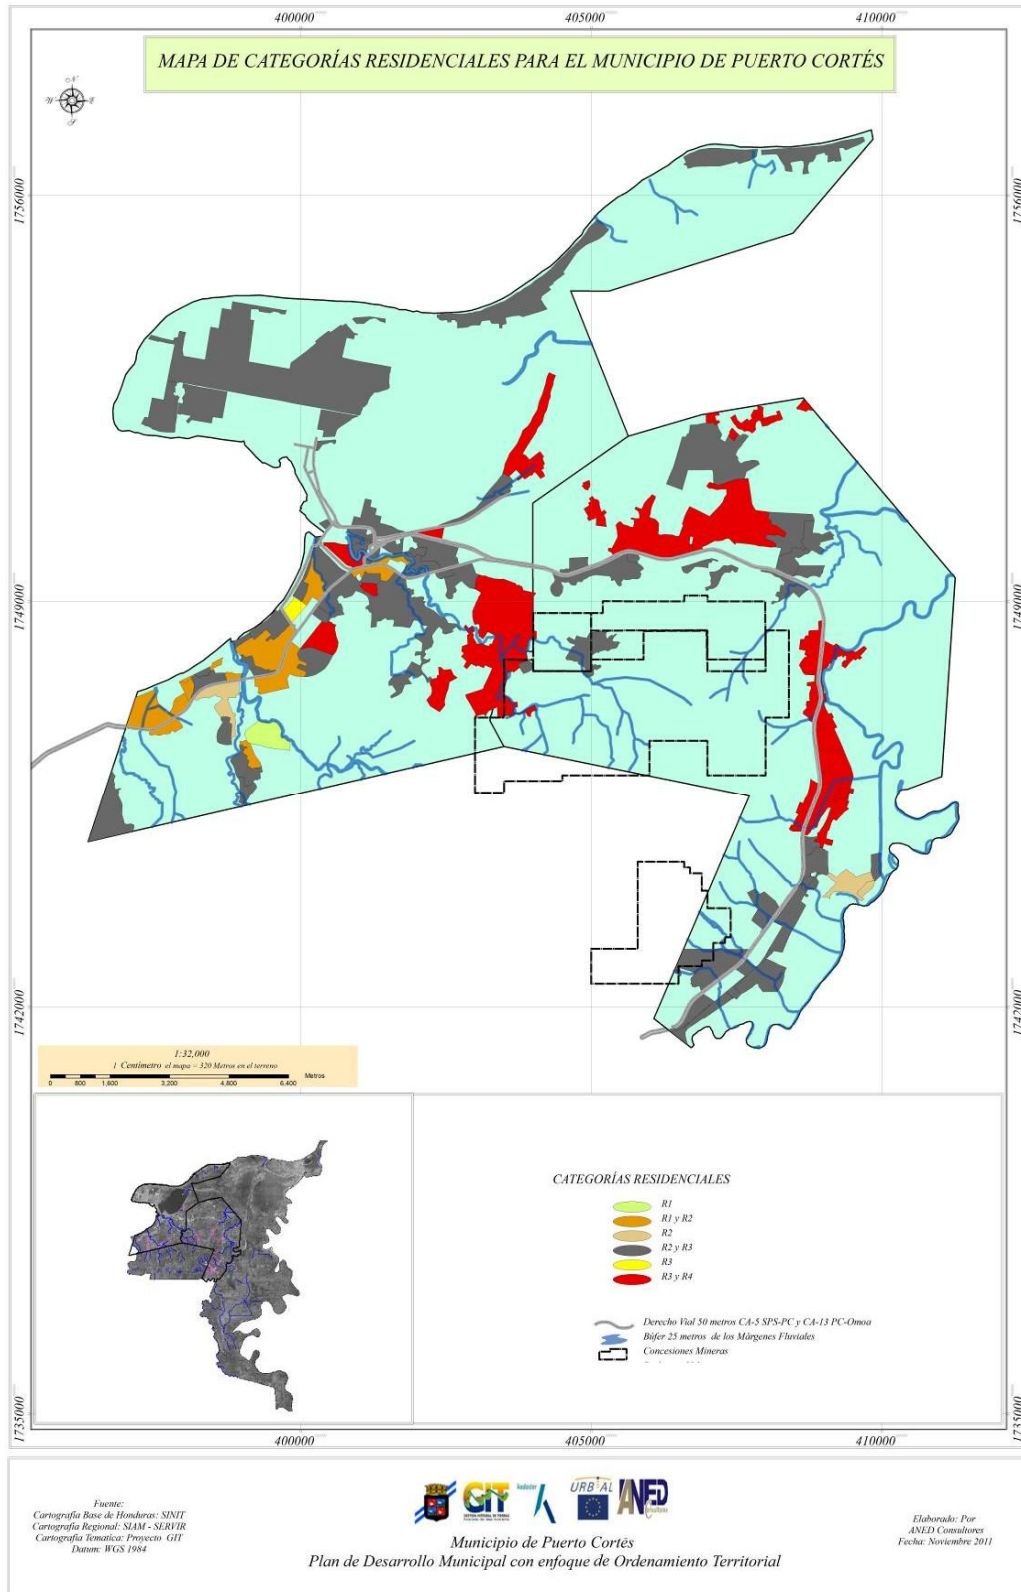 400000 405000 410000
MAPA DE CATEGORÍAS RESIDENCIALES PARA EL MUNICIPIO DE PUERTO CORTÉS
N
W E
S
1756000 1756000
1749000 1749000
1742000 1742000
1:32,000
1 Centímetro el mapa = 320 Metros en el terreno
0 800 1,600 3,200 4,800 6,400 Metros
CATEGORÍAS RESIDENCIALES
R1
R1 y R2
R2
R2 y R3
R3
R3 y R4
Derecho Vial 50 metros CA-5 SPS-PC y CA-13 PC-Omoa
Búfer 25 metros de los Márgenes Fluviales
Concesiones Mineras
1735000 1735000
400000 405000 410000
Fuente:
Cartografía Base de Honduras: SINIT
Cartografía Regional: SIAM - SERVIR
Cartografía Tematica: Proyecto GIT
Datum: WGS 1984
GIT
URB AL
ANED
Consultores
Municipio de Puerto Cortés
Plan de Desarrollo Municipal con enfoque de Ordenamiento Territorial
Elaborado: Por
ANED Consultores
Fecha: Noviembre 2011